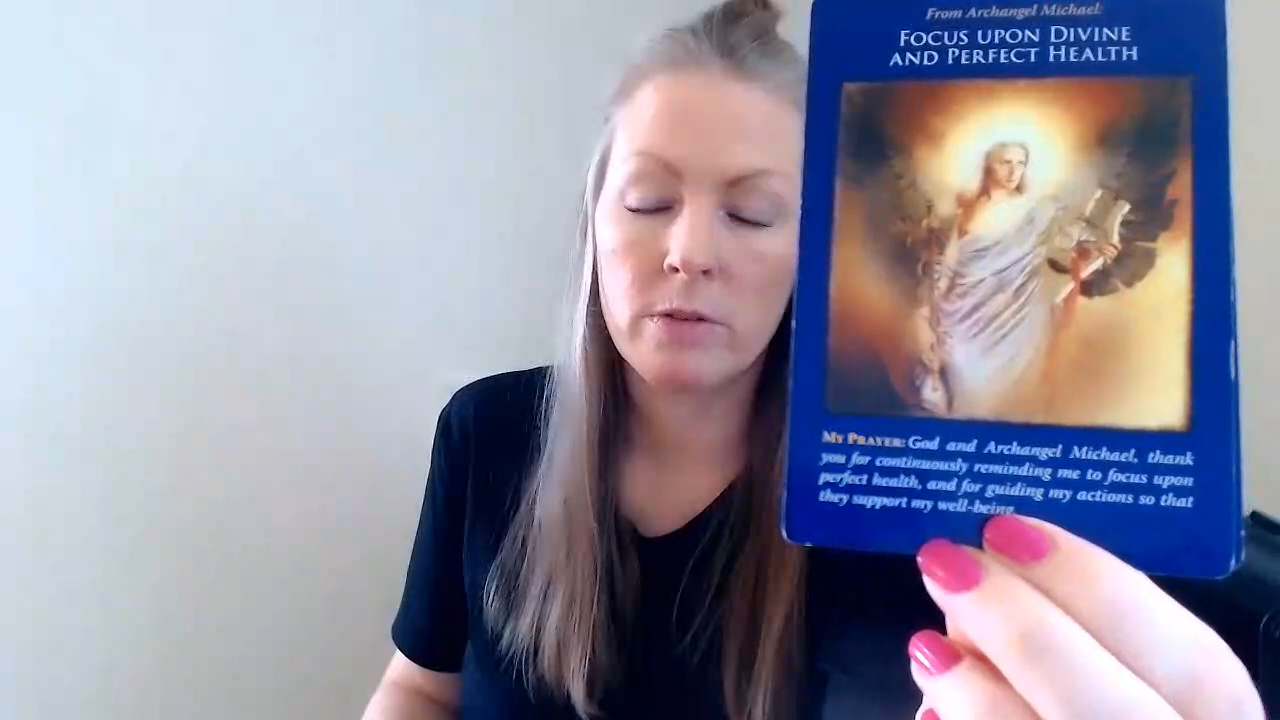 From Archangel Michael:
FOCUS UPON DIVINE
AND PERFECT HEALTH
MY PRAYER: God and Archangel Michael, thank
you for continuously reminding me to focus upon
perfect health, and for guiding my actions so that
they support my well-being.